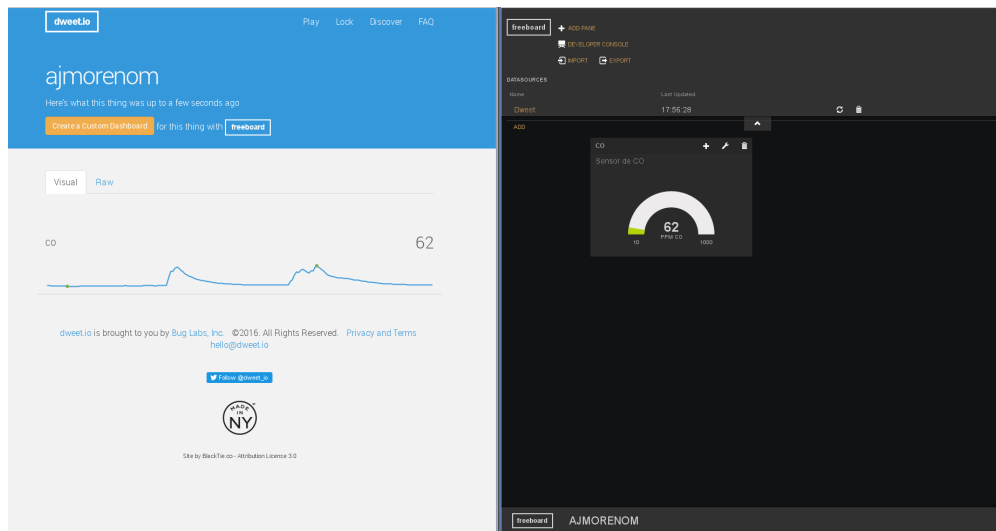 dweet.io
Play Lock Discover FAQ
ajmorenom
Here's what this thing was up to a few seconds ago
Create a Custom Dashboard for this thing with freeboard
Visual Raw
CO 62
dweet.io is brought to you by Bug Labs, Inc. ©2016. All Rights Reserved. Privacy and Terms
hello@dweet.io
Follow @dweet_io
MADE IN NY
Site by BlackTie.co - Attribution License 3.0
freeboard
ADD PANE
DEVELOPER CONSOLE
IMPORT EXPORT
DATASOURCES
Name Last Updated
Dweet 17:56:28
ADD
CO
Sensor de CO
62
PPM CO
10 1000
freeboard AJMORENOM